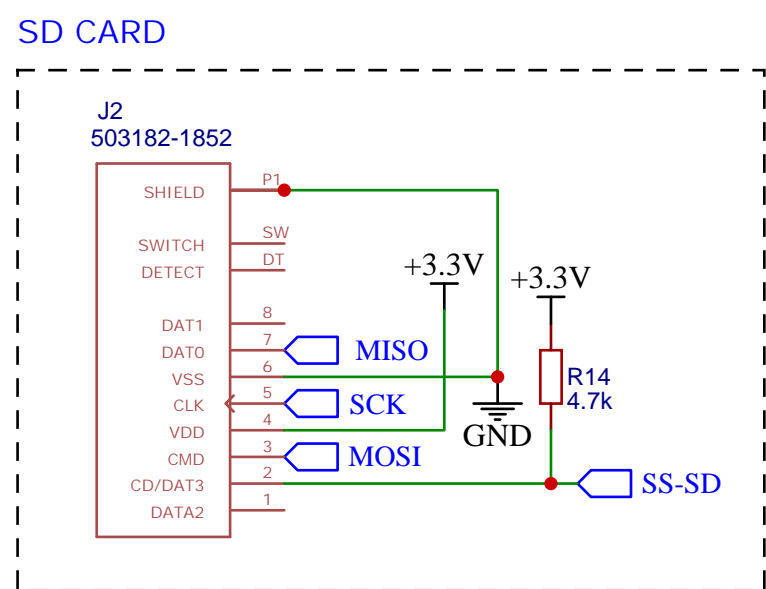 SD CARD
J2
503182-1852
SHIELD P1
SWITCH SW
DETECT DT
+3.3V
+3.3V
DAT1 8
DAT0 7 MISO
VSS 6
CLK 5 SCK
VDD 4
CMD 3 MOSI
CD/DAT3 2 SS-SD
DATA2 1
GND
R14
4.7k